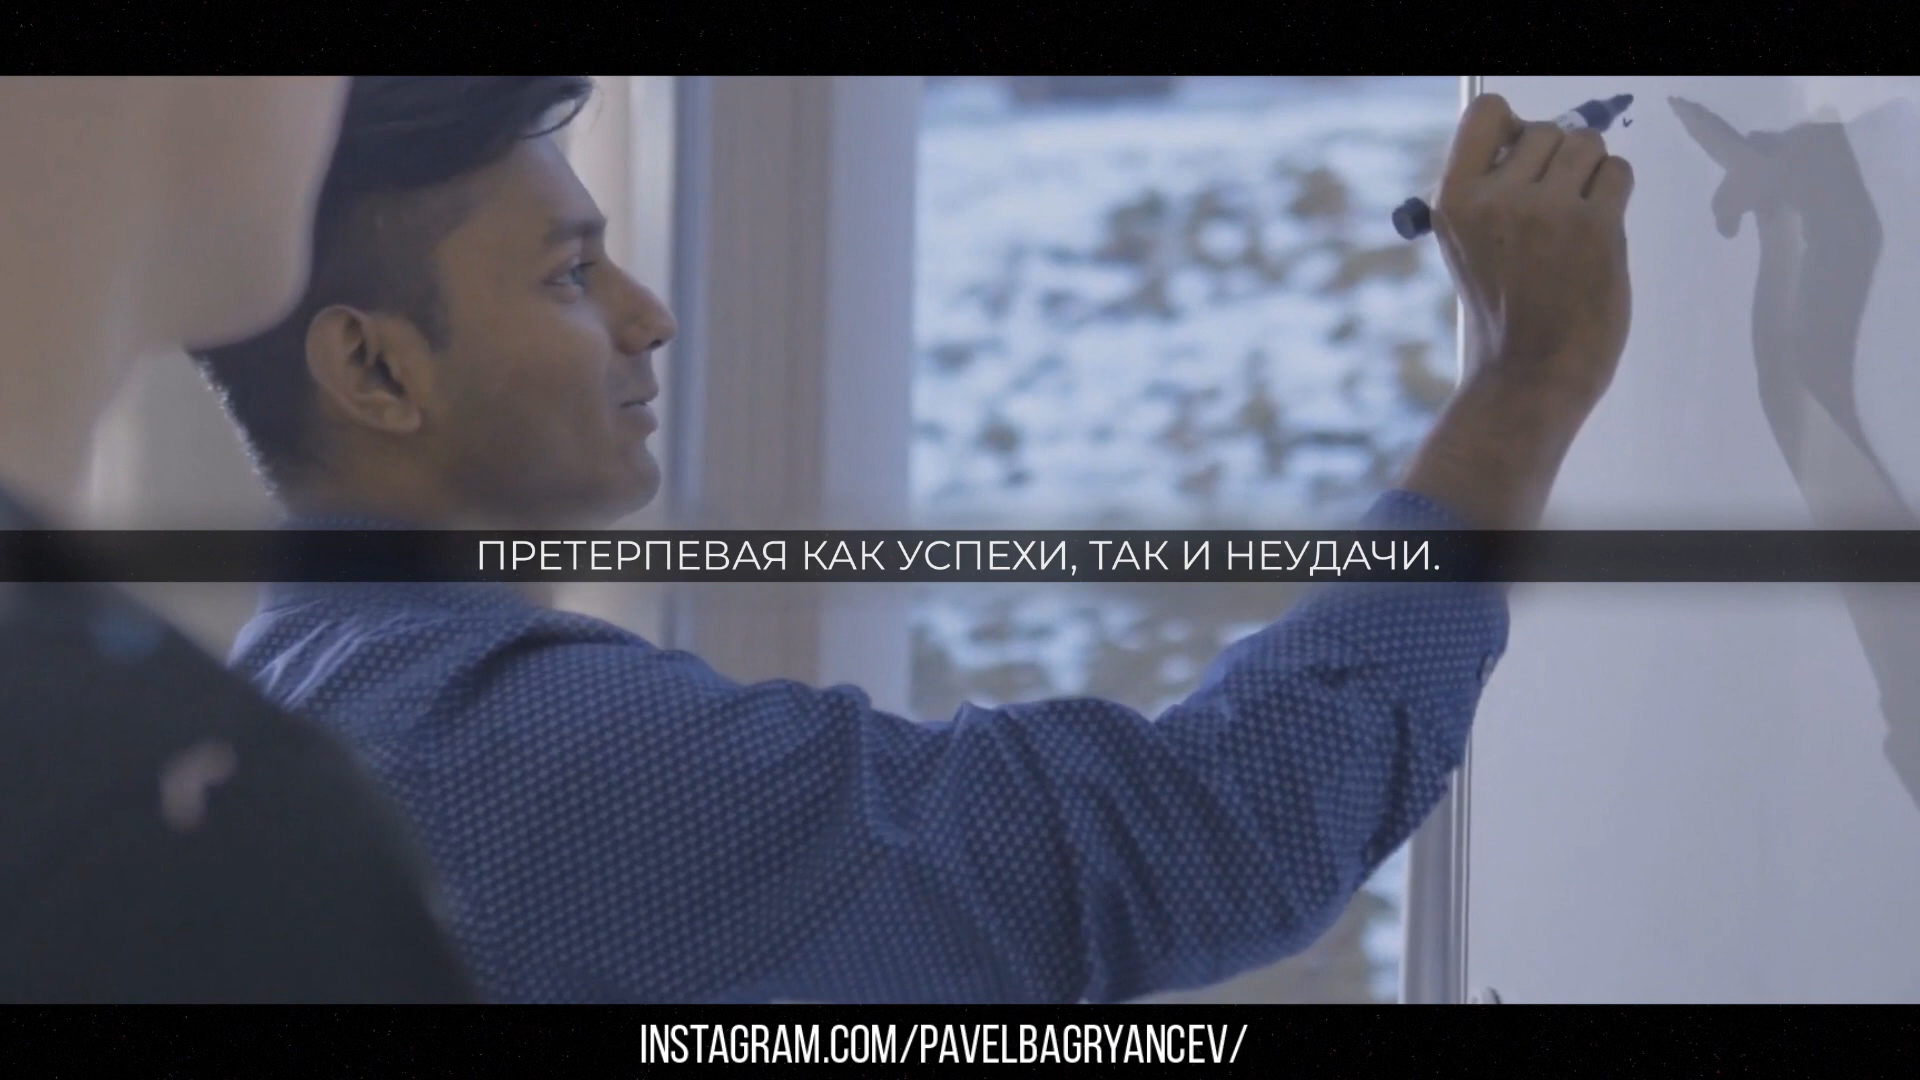 ПРЕТЕРПЕВАЯ КАК УСПЕХИ, ТАК И НЕУДАЧИ.
INSTAGRAM.COM/PAVELBAGRYANCEV/